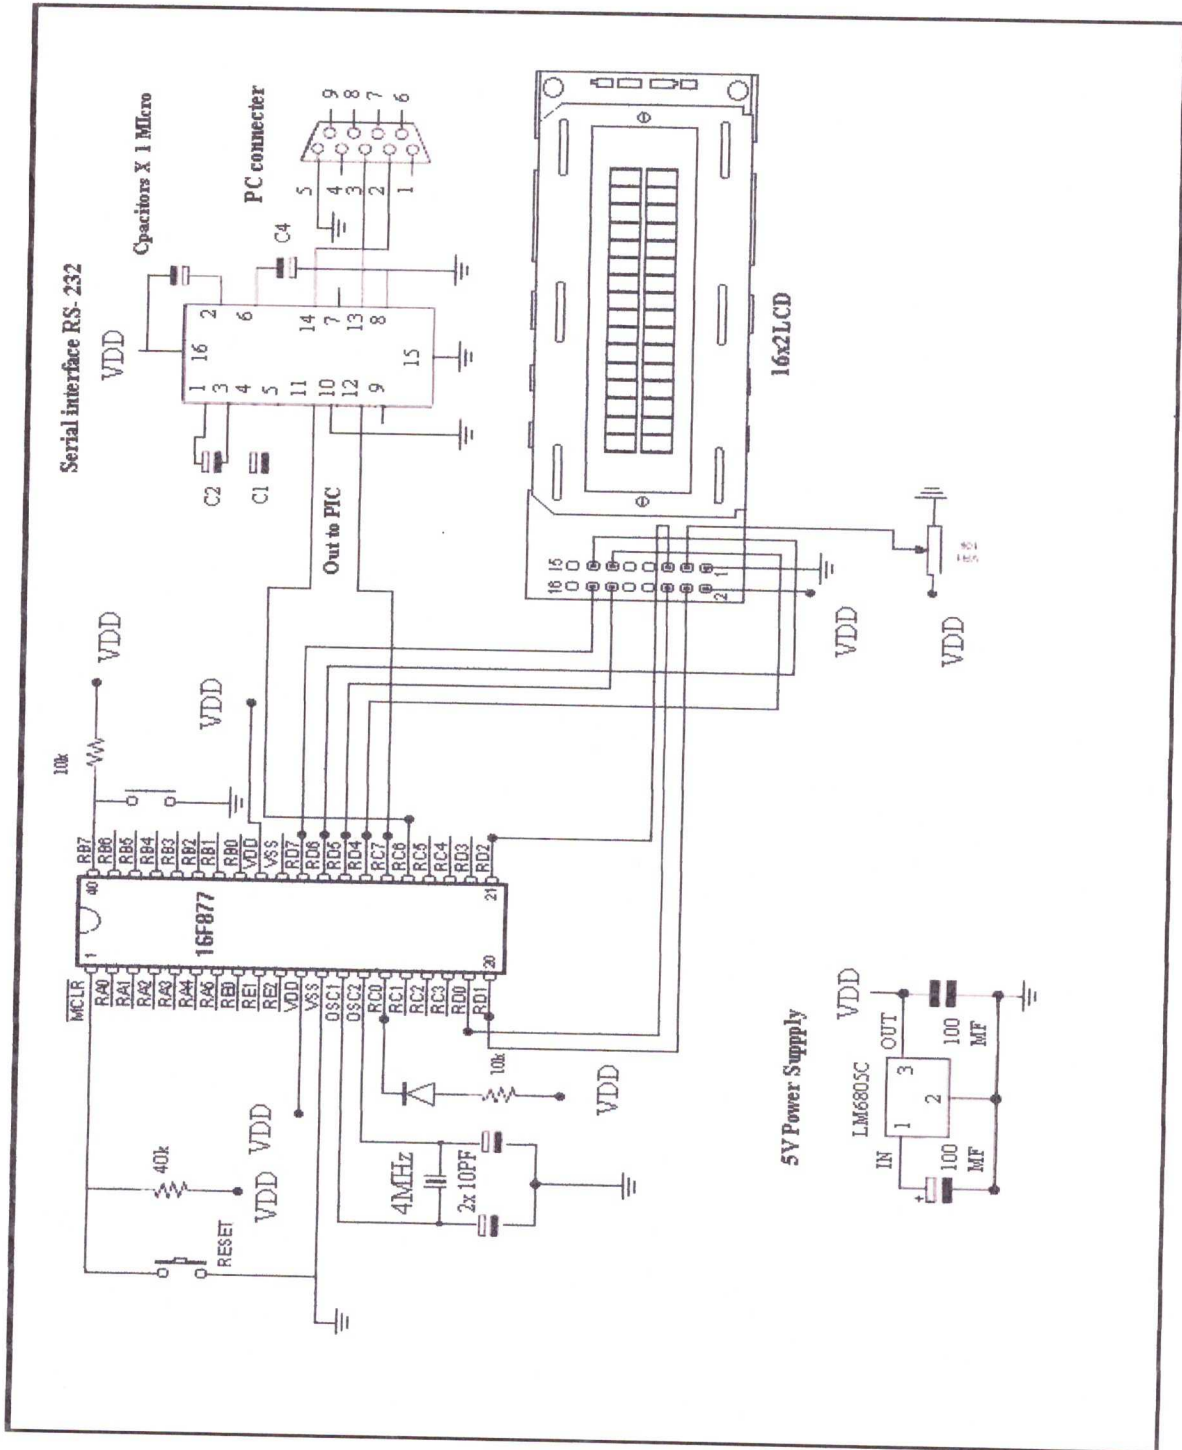 Serial interface RS-232
Cpacitors X 1 MIcro
PC connecter
VDD
C4
C2
C1
1
3
4
5
11
10
12
9
16
15
2
6
14
7
13
8
5
4
3
2
1
9
8
7
6
Out to PIC
10k
VDD
VDD
16F877
1
40
20
21
MCLR
RA0
RA1
RA2
RA3
RA4
RA5
RE0
RE1
RE2
VDD
VSS
OSC1
OSC2
RC0
RC1
RC2
RC3
RD0
RD1
RB7
RB6
RB5
RB4
RB3
RB2
RB1
RB0
VDD
VSS
RD7
RD6
RD5
RD4
RC7
RC6
RC5
RC4
RD3
RD2
40k
VDD
VDD
RESET
4MHz
2x 10PF
10k
VDD
16x2LCD
16
15
2
1
VDD
VDD
5V Power Suppply
LM6805C
IN
OUT
1
2
3
VDD
100
MF
+
100
MF